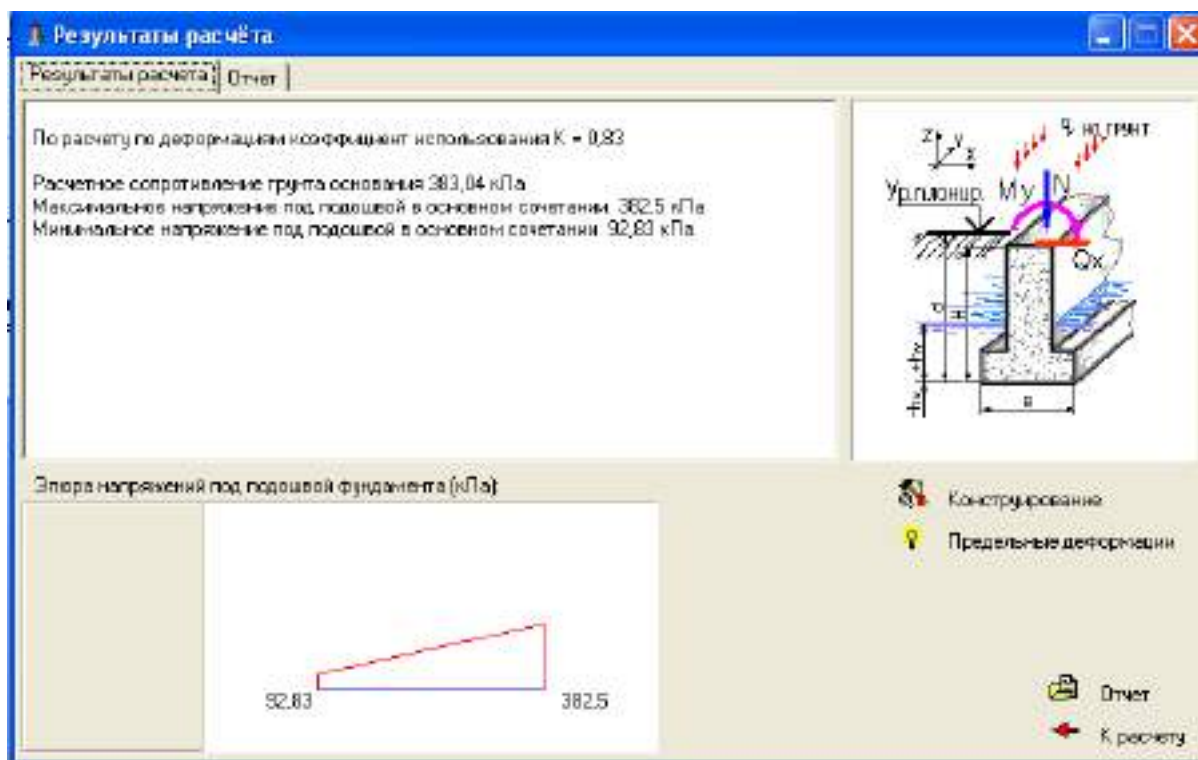 Результаты расчёта
Результаты расчета
Отчет
По расчету по деформациям коэффициент использования K = 0,83
Расчетное сопротивление грунта основания 383,04 кПа
Максимальное напряжение под подошвой в основном сочетании 382.5 кПа
Минимальное напряжение под подошвой в основном сочетании 92,83 кПа
Z Y X
q на грунт
Ур.планир. My N
Qx
d H
+hw
-hw
B
Эпюра напряжений под подошвой фундамента (кПа)
92.83
382.5
Конструирование
Предельные деформации
Отчет
К расчету